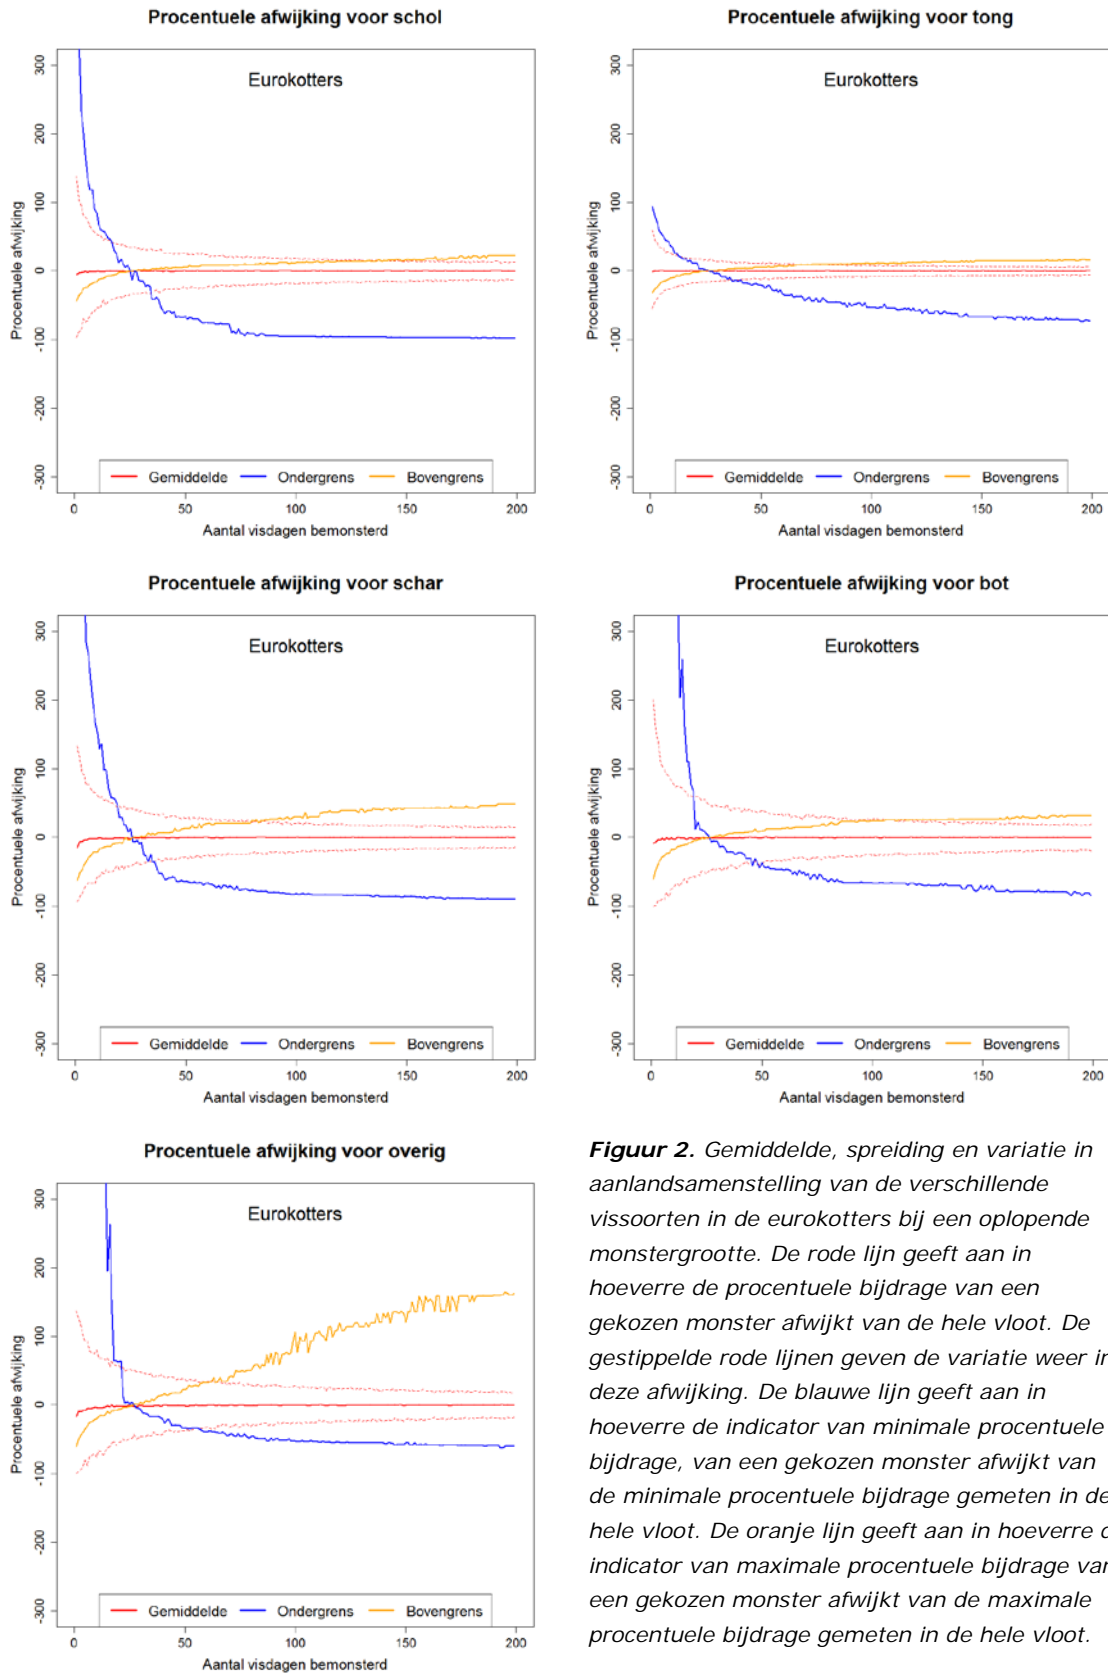 Procentuele afwijking voor schol
Eurokotters
Procentuele afwijking
300
200
100
0
-100
-200
-300
Gemiddelde Ondergrens Bovengrens
0 50 100 150 200
Aantal visdagen bemonsterd
Procentuele afwijking voor tong
Eurokotters
Procentuele afwijking
300
200
100
0
-100
-200
-300
Gemiddelde Ondergrens Bovengrens
0 50 100 150 200
Aantal visdagen bemonsterd
Procentuele afwijking voor schar
Eurokotters
Procentuele afwijking
300
200
100
0
-100
-200
-300
Gemiddelde Ondergrens Bovengrens
0 50 100 150 200
Aantal visdagen bemonsterd
Procentuele afwijking voor bot
Eurokotters
Procentuele afwijking
300
200
100
0
-100
-200
-300
Gemiddelde Ondergrens Bovengrens
0 50 100 150 200
Aantal visdagen bemonsterd
Procentuele afwijking voor overig
Eurokotters
Procentuele afwijking
300
200
100
0
-100
-200
-300
Gemiddelde Ondergrens Bovengrens
0 50 100 150 200
Aantal visdagen bemonsterd
Figuur 2. Gemiddelde, spreiding en variatie in
aanlandsamenstelling van de verschillende
vissoorten in de eurokotters bij een oplopende
monstergrootte. De rode lijn geeft aan in
hoeverre de procentuele bijdrage van een
gekozen monster afwijkt van de hele vloot. De
gestippelde rode lijnen geven de variatie weer in
deze afwijking. De blauwe lijn geeft aan in
hoeverre de indicator van minimale procentuele
bijdrage, van een gekozen monster afwijkt van
de minimale procentuele bijdrage gemeten in de
hele vloot. De oranje lijn geeft aan in hoeverre
indicator van maximale procentuele bijdrage van
een gekozen monster afwijkt van de maximale
procentuele bijdrage gemeten in de hele vloot.